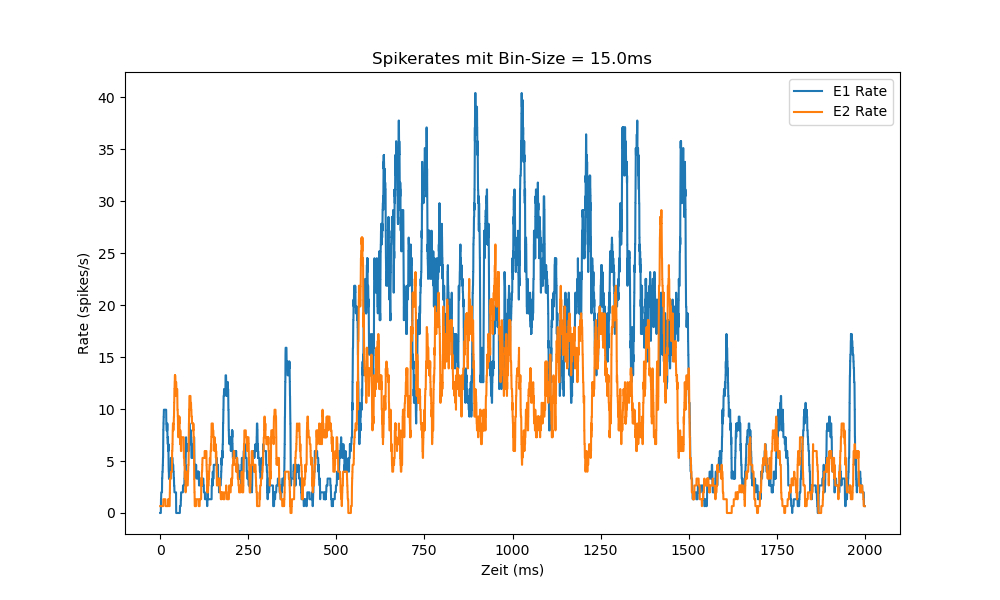 Spikerates mit Bin-Size = 15.0ms
E1 Rate
E2 Rate
Rate (spikes/s)
40
35
30
25
20
15
10
5
0
0 250 500 750 1000 1250 1500 1750 2000
Zeit (ms)